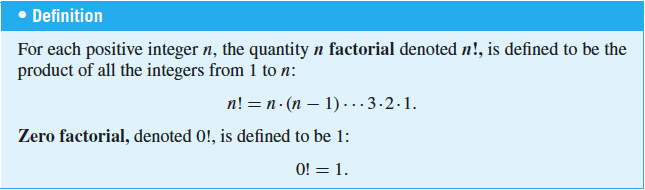 • Definition
For each positive integer n, the quantity n factorial denoted n!, is defined to be the
product of all the integers from 1 to n:
n! = n · (n − 1) · · · 3 · 2 · 1.
Zero factorial, denoted 0!, is defined to be 1:
0! = 1.